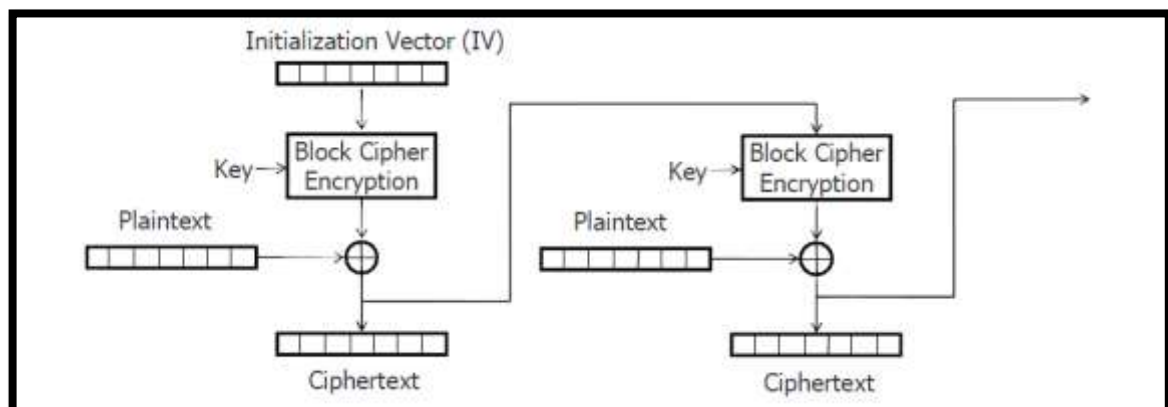 Initialization Vector (IV)
Key
Block Cipher
Encryption
Plaintext
Ciphertext
Key
Block Cipher
Encryption
Plaintext
Ciphertext